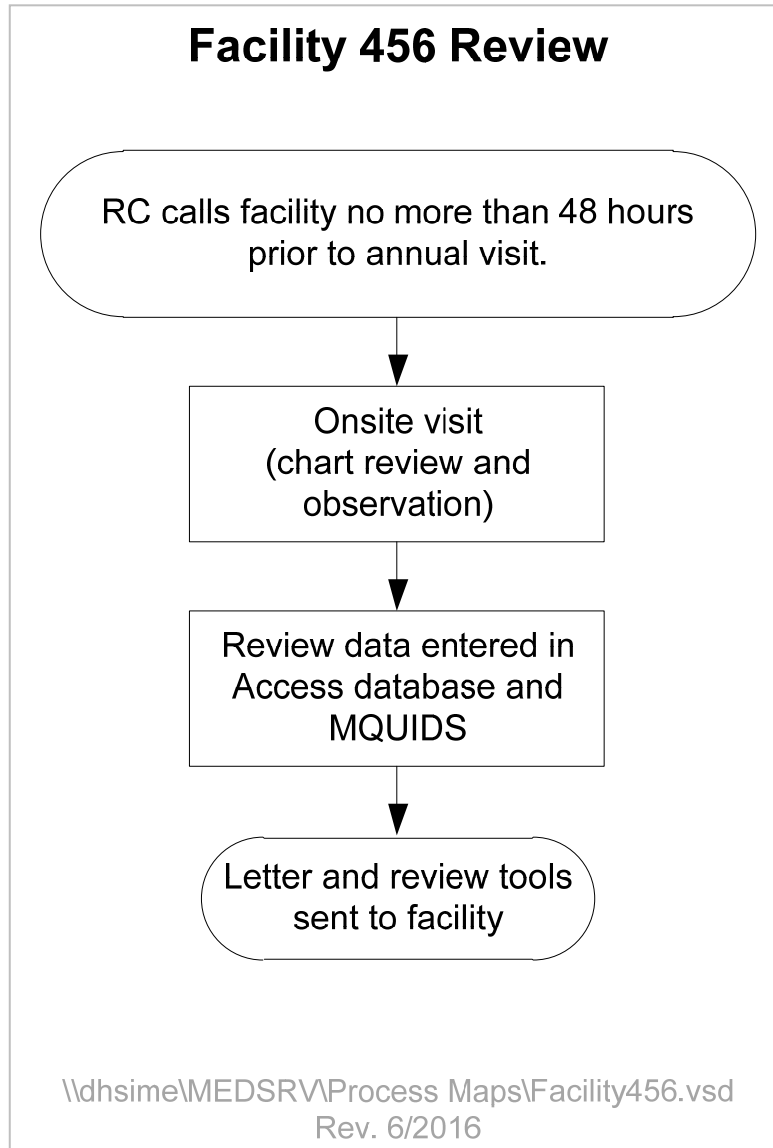 Facility 456 Review
RC calls facility no more than 48 hours
prior to annual visit.
Onsite visit
(chart review and
observation)
Review data entered in
Access database and
MQUIDS
Letter and review tools
sent to facility
\\dhsime\MEDSRV\Process Maps\Facility456.vsd
Rev. 6/2016